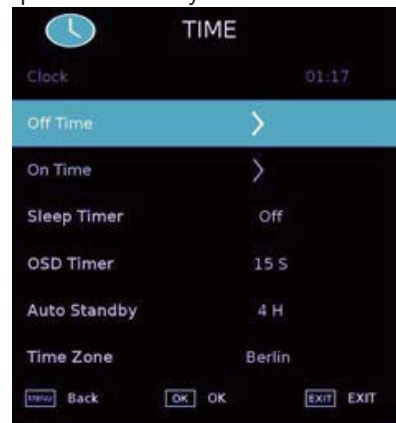 TIME
Clock 01:17
Off Time >
On Time >
Sleep Timer Off
OSD Timer 15 S
Auto Standby 4 H
Time Zone Berlin
MENU Back OK OK EXIT EXIT